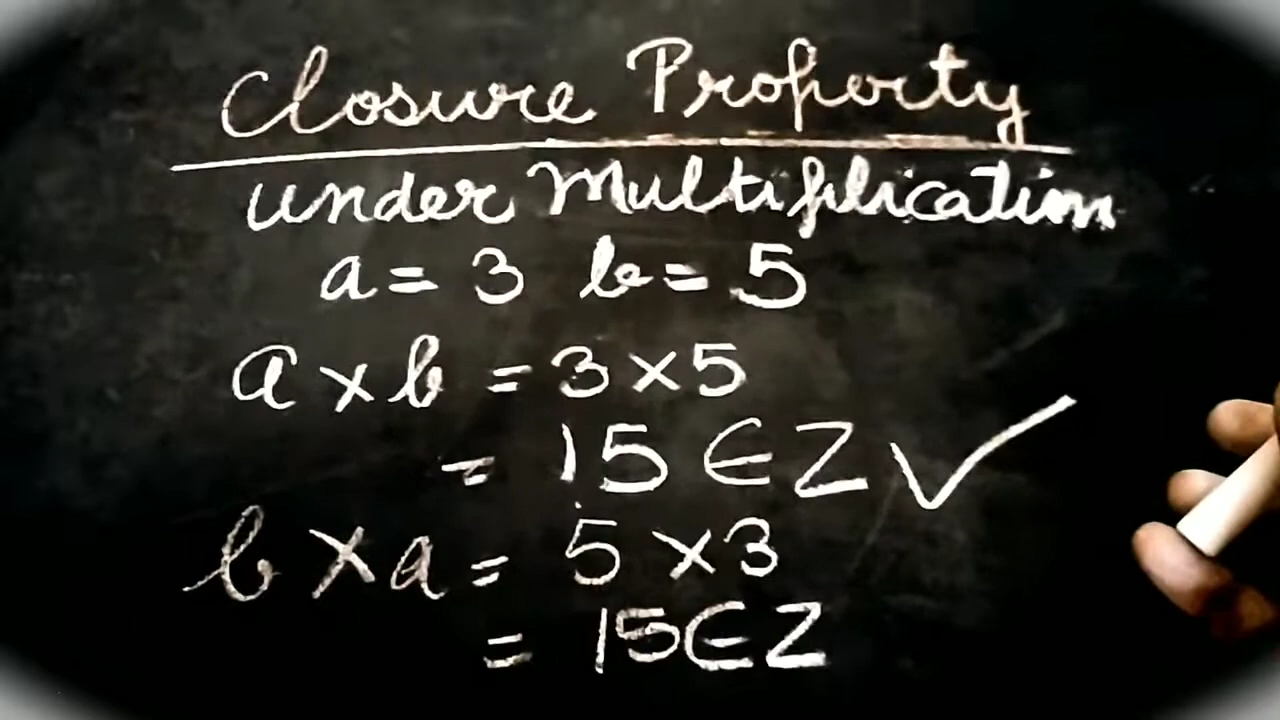 Closure Property
under Multiplication
a = 3 b = 5
a × b = 3 × 5
= 15 ∈ Z ✓
b × a = 5 × 3
= 15 ∈ Z